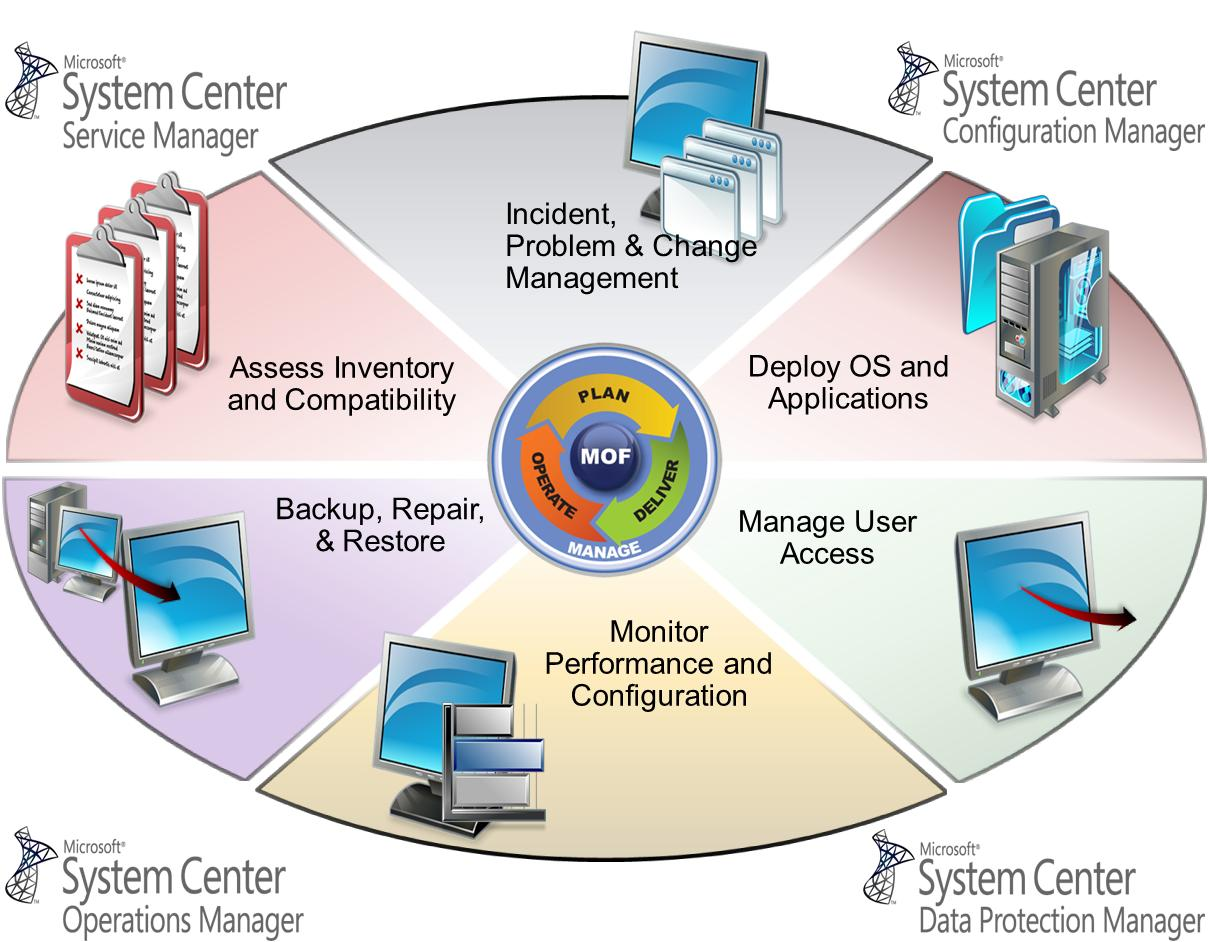 Microsoft®
System Center
Service Manager
Microsoft®
System Center
Configuration Manager
Incident,
Problem & Change
Management
Assess Inventory
and Compatibility
Deploy OS and
Applications
PLAN
MOF
OPERATE
DELIVER
MANAGE
Backup, Repair,
& Restore
Manage User
Access
Monitor
Performance and
Configuration
Microsoft®
System Center
Operations Manager
Microsoft®
System Center
Data Protection Manager